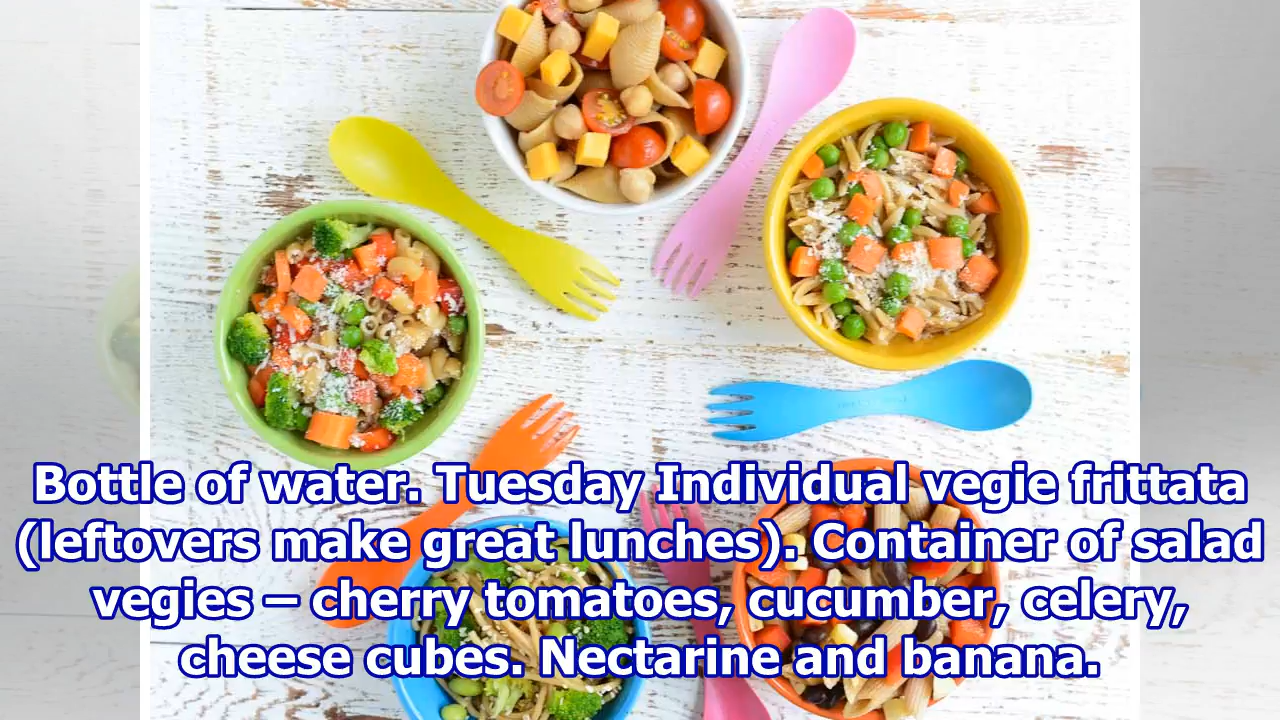 Bottle of water. Tuesday Individual vegie frittata
(leftovers make great lunches). Container of salad
vegies – cherry tomatoes, cucumber, celery,
cheese cubes. Nectarine and banana.